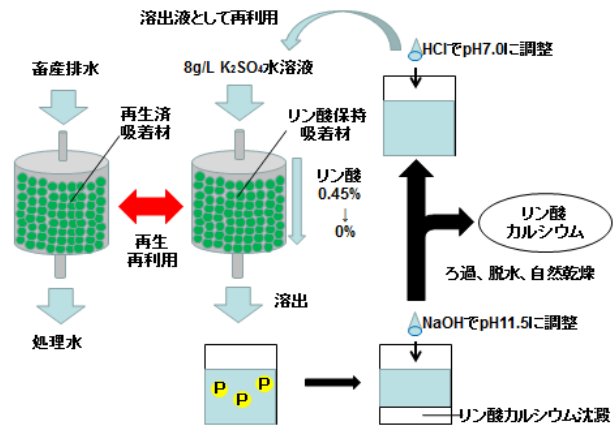 溶出液として再利用
HClでpH7.0に調整
畜産排水
8g/L K₂SO₄水溶液
再生済
吸着材
リン酸保持
吸着材
リン酸
0.45%
↓
0%
再生
再利用
リン酸
カルシウム
ろ過、脱水、自然乾燥
処理水
溶出
NaOHでpH11.5に調整
P
P
P
リン酸カルシウム沈澱